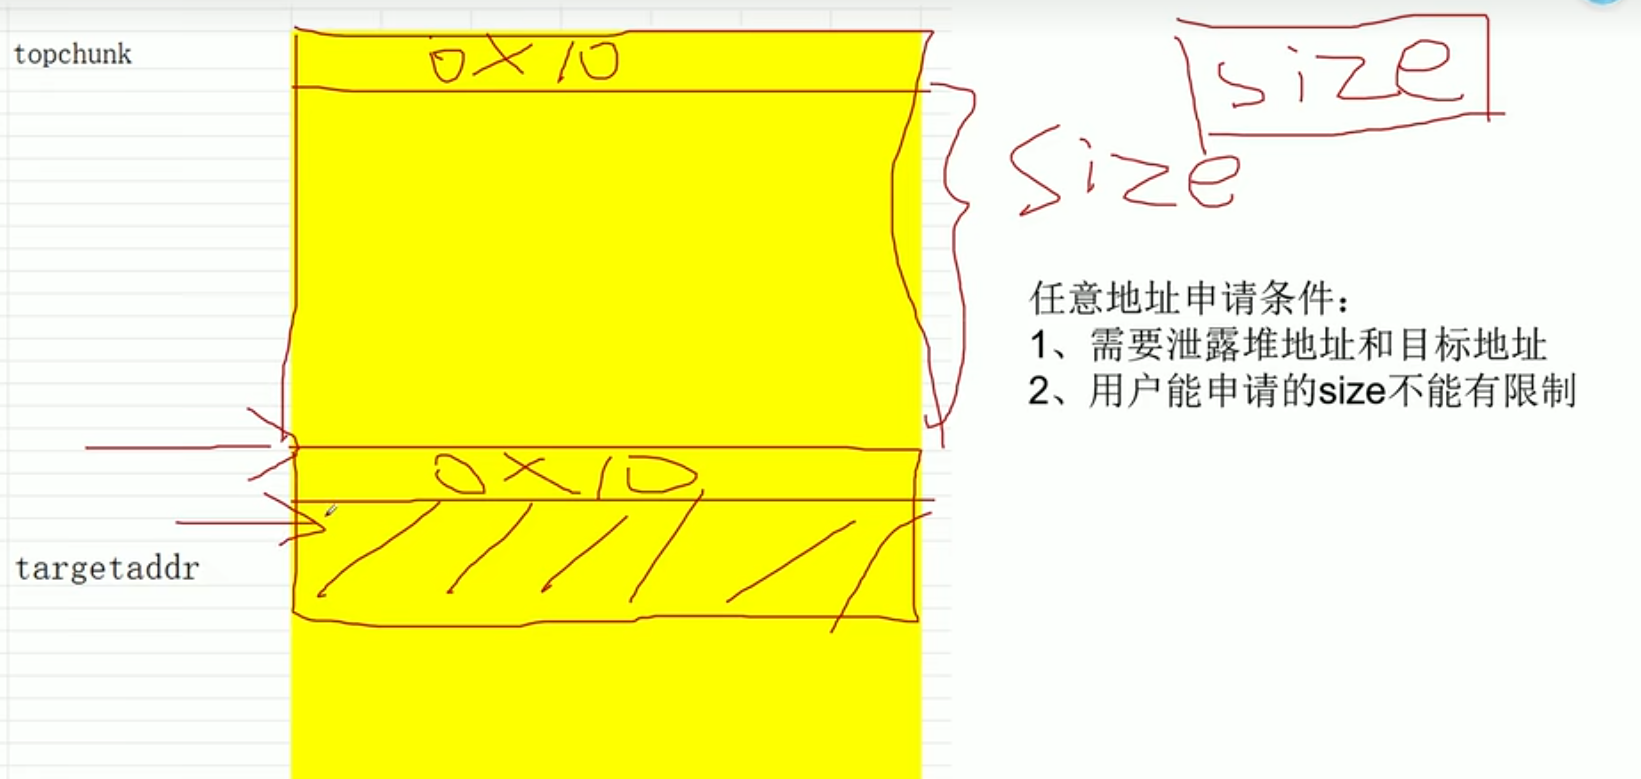 topchunk
0X10
size
size
任意地址申请条件：
1、需要泄露堆地址和目标地址
2、用户能申请的size不能有限制
0X10
targetaddr